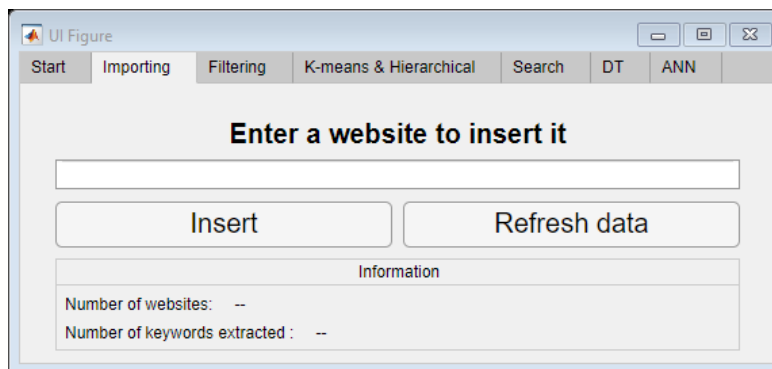 UI Figure
Start Importing Filtering K-means & Hierarchical Search DT ANN
Enter a website to insert it
Insert Refresh data
Information
Number of websites: --
Number of keywords extracted : --